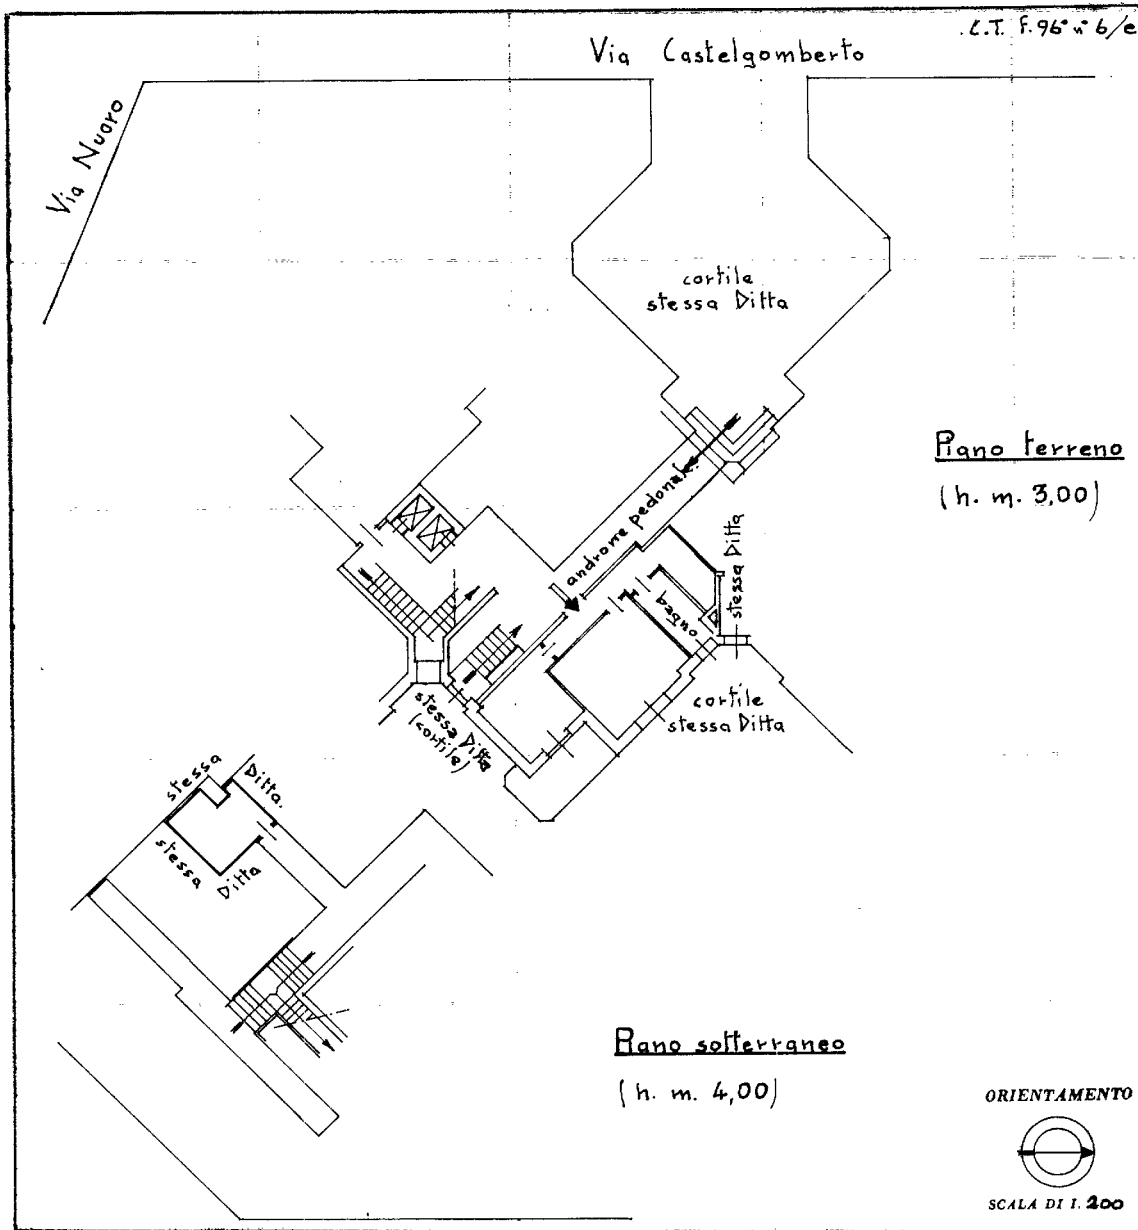 C.T. F. 96° n° 6/e
Via Castelgomberto
Via Nuoro
cortile
stessa Ditta
Piano terreno
(h. m. 3,00)
androne pedonale
stessa Ditta
bagno
cortile
stessa Ditta
stessa Ditta
(cortile)
stessa Ditta.
stessa Ditta
Piano sotterraneo
(h. m. 4,00)
ORIENTAMENTO
SCALA DI 1. 200